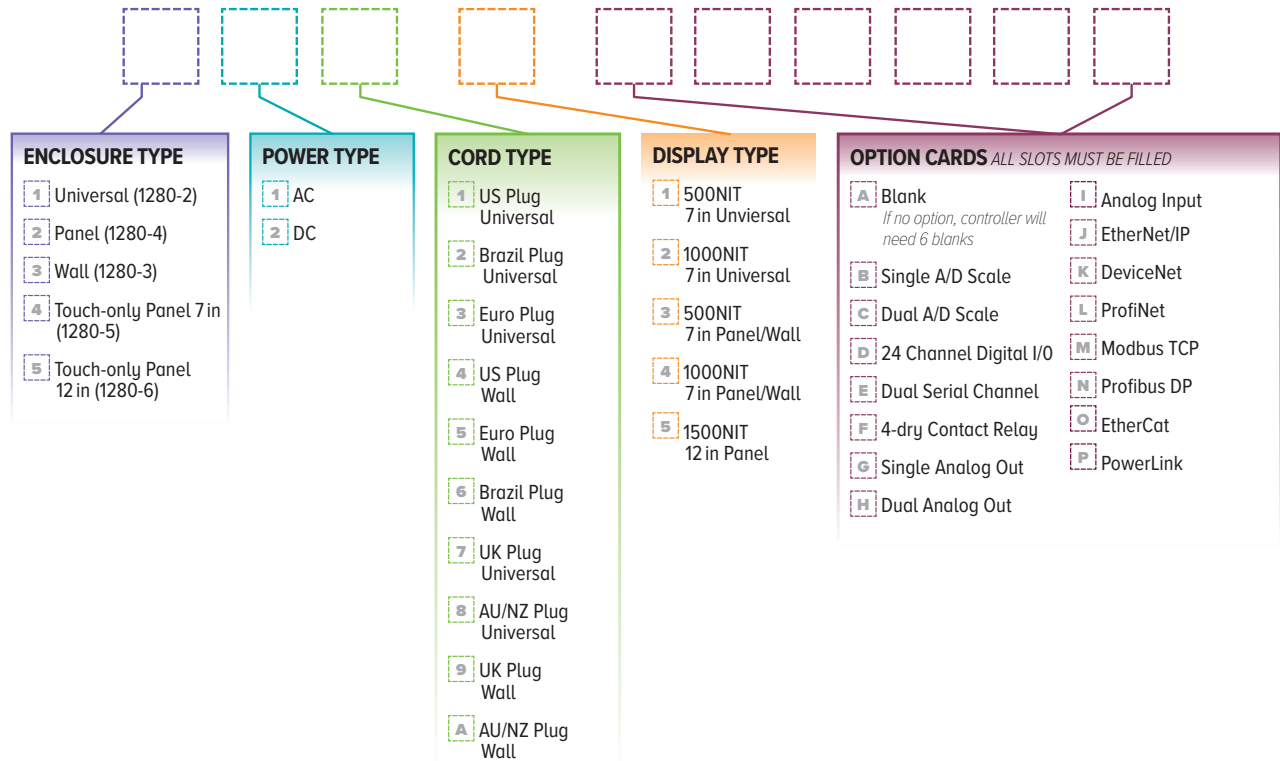 ENCLOSURE TYPE
1 Universal (1280-2)
2 Panel (1280-4)
3 Wall (1280-3)
4 Touch-only Panel 7 in
(1280-5)
5 Touch-only Panel
12 in (1280-6)
POWER TYPE
1 AC
2 DC
CORD TYPE
1 US Plug
Universal
2 Brazil Plug
Universal
3 Euro Plug
Universal
4 US Plug
Wall
5 Euro Plug
Wall
6 Brazil Plug
Wall
7 UK Plug
Universal
8 AU/NZ Plug
Universal
9 UK Plug
Wall
A AU/NZ Plug
Wall
DISPLAY TYPE
1 500NIT
7 in Unviersal
2 1000NIT
7 in Universal
3 500NIT
7 in Panel/Wall
4 1000NIT
7 in Panel/Wall
5 1500NIT
12 in Panel
OPTION CARDS ALL SLOTS MUST BE FILLED
A Blank
If no option, controller will
need 6 blanks
B Single A/D Scale
C Dual A/D Scale
D 24 Channel Digital I/0
E Dual Serial Channel
F 4-dry Contact Relay
G Single Analog Out
H Dual Analog Out
I Analog Input
J EtherNet/IP
K DeviceNet
L ProfiNet
M Modbus TCP
N Profibus DP
O EtherCat
P PowerLink